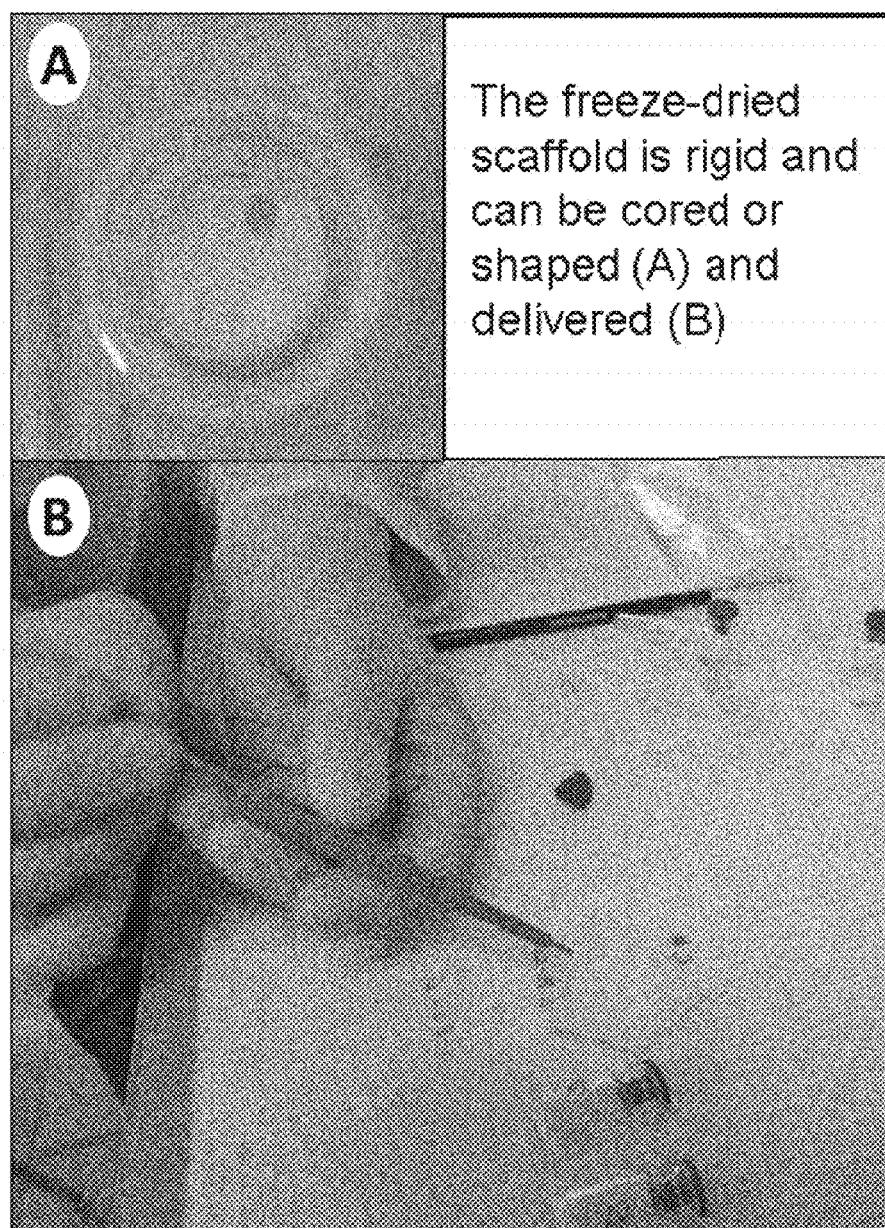 A
The freeze-dried
scaffold is rigid and
can be cored or
shaped (A) and
delivered (B)
B